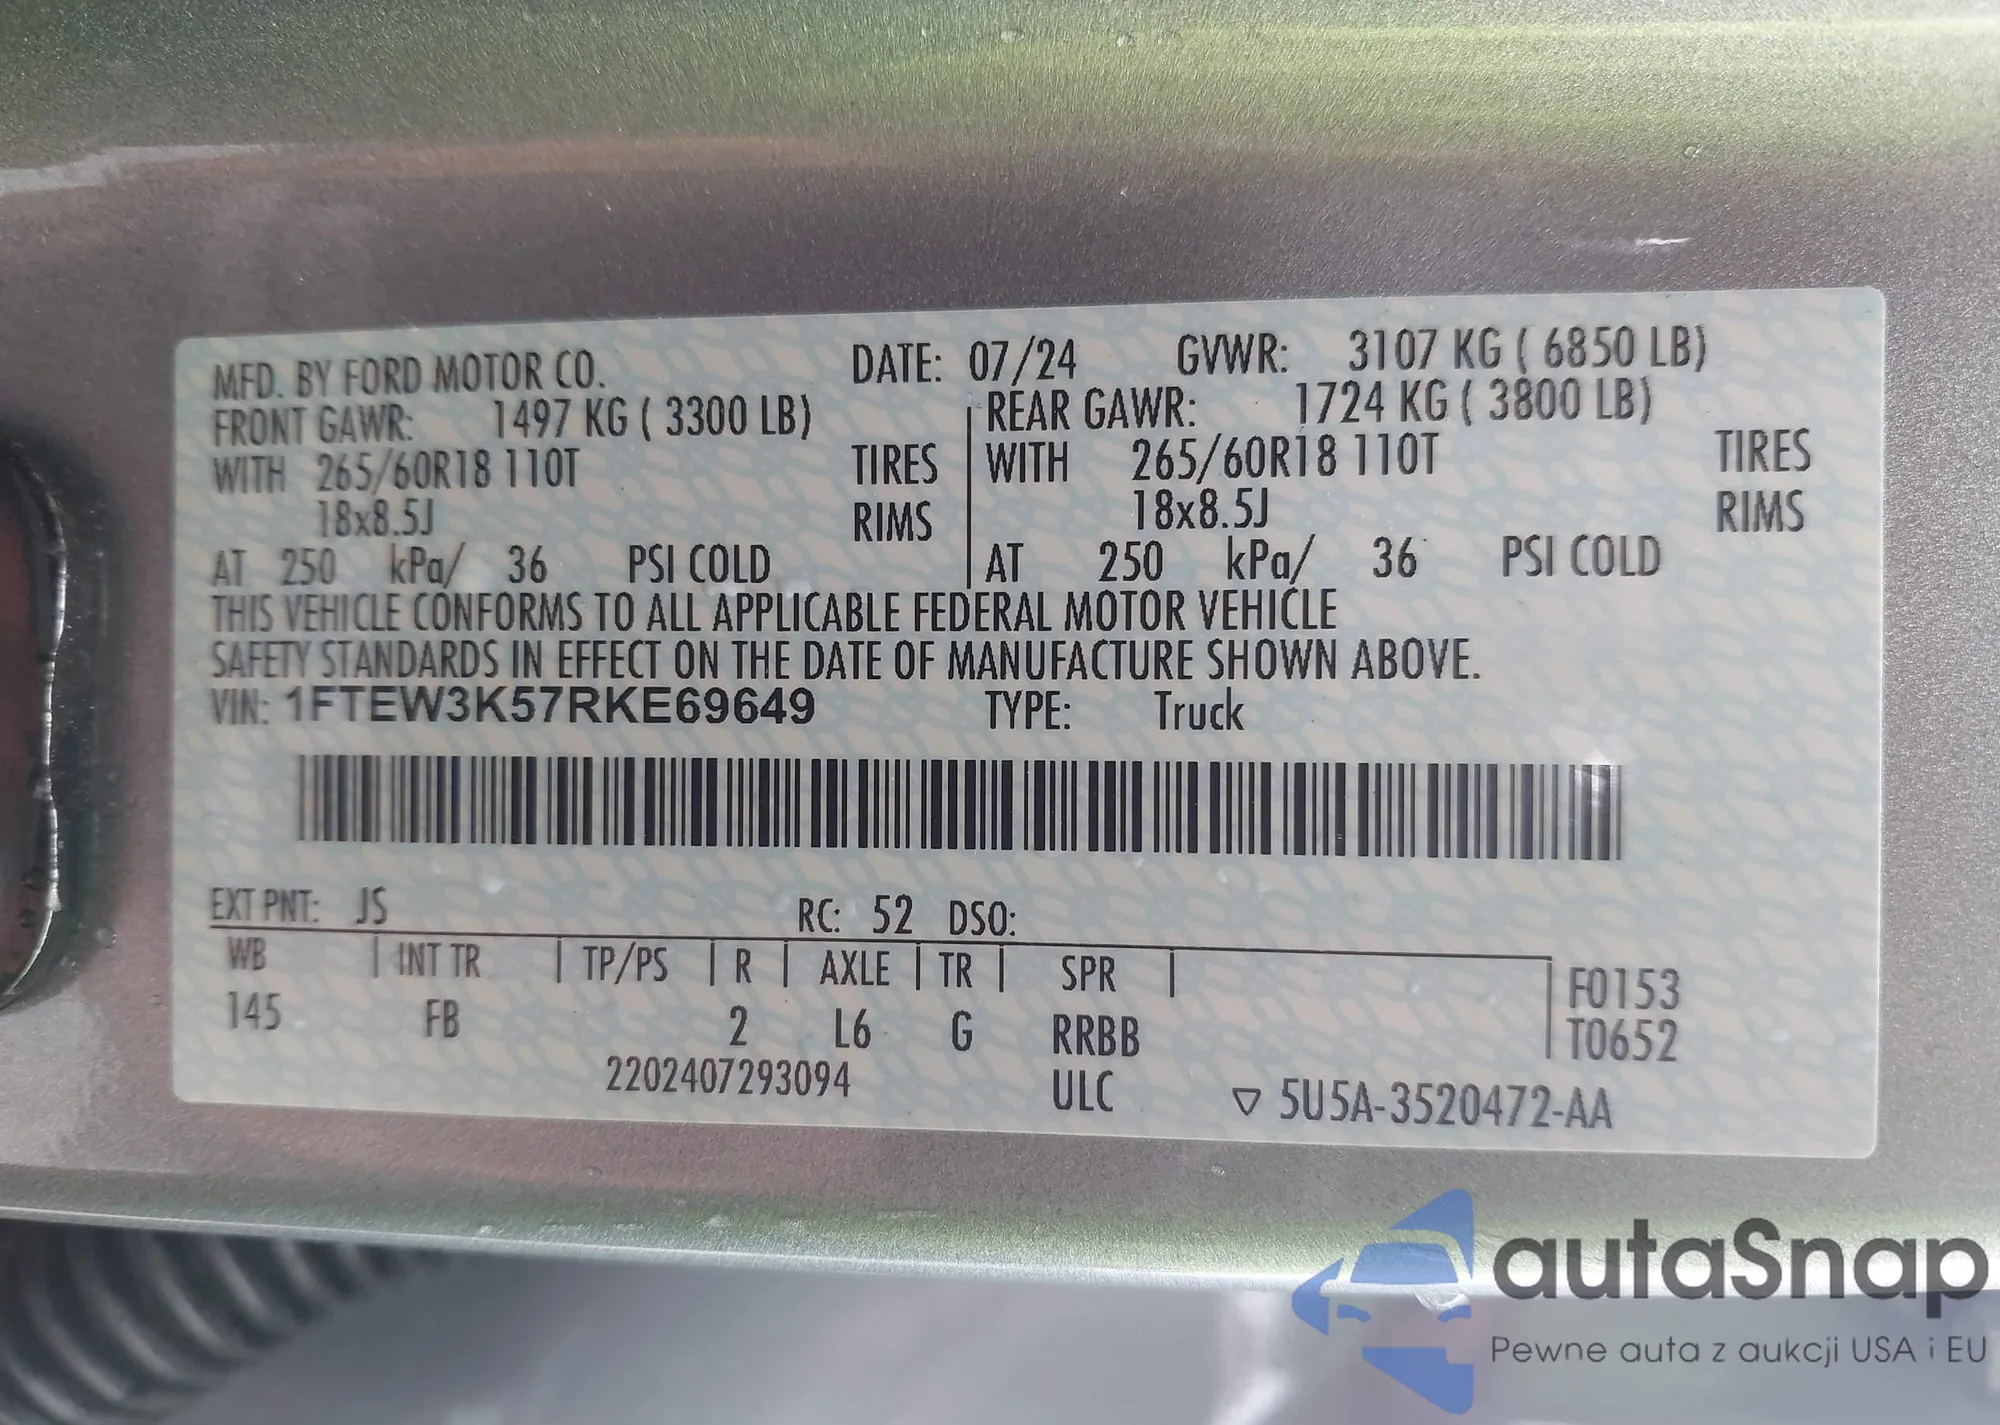 MFD. BY FORD MOTOR CO. DATE: 07/24 GVWR: 3107 KG ( 6850 LB)
FRONT GAWR: 1497 KG ( 3300 LB) REAR GAWR: 1724 KG ( 3800 LB)
WITH 265/60R18 110T TIRES WITH 265/60R18 110T TIRES
18x8.5J RIMS 18x8.5J RIMS
AT 250 kPa/ 36 PSI COLD AT 250 kPa/ 36 PSI COLD
THIS VEHICLE CONFORMS TO ALL APPLICABLE FEDERAL MOTOR VEHICLE
SAFETY STANDARDS IN EFFECT ON THE DATE OF MANUFACTURE SHOWN ABOVE.
VIN: 1FTEW3K57RKE69649 TYPE: Truck
EXT PNT: JS RC: 52 DSO:
WB INT TR TP/PS R AXLE TR SPR F0153
145 FB 2 L6 G RRBB T0652
2202407293094 ULC ▽ 5U5A-3520472-AA
autaSnap
Pewne auta z aukcji USA i EU